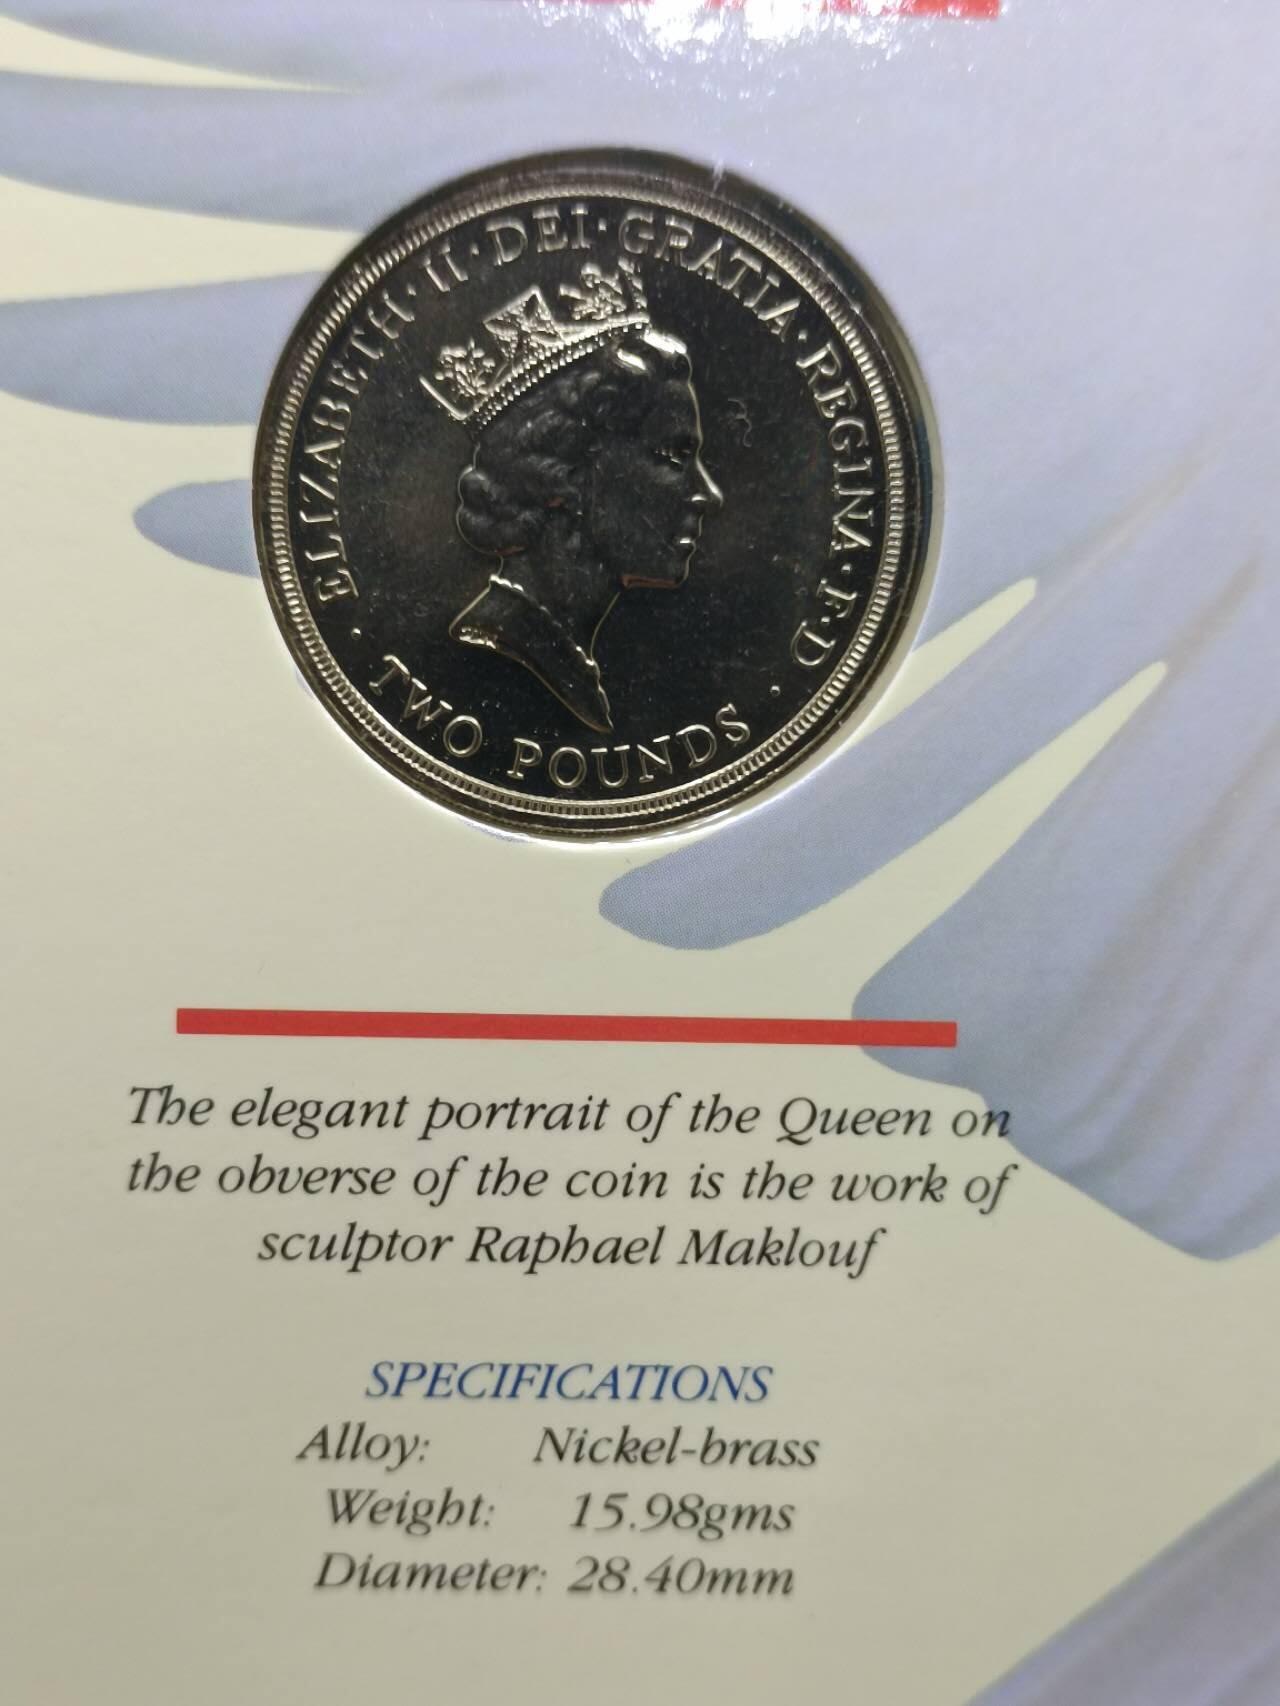 · ELIZABETH · II · DEI · GRATIA · REGINA · F · D ·
TWO POUNDS
The elegant portrait of the Queen on
the obverse of the coin is the work of
sculptor Raphael Maklouf
SPECIFICATIONS
Alloy: Nickel-brass
Weight: 15.98gms
Diameter: 28.40mm